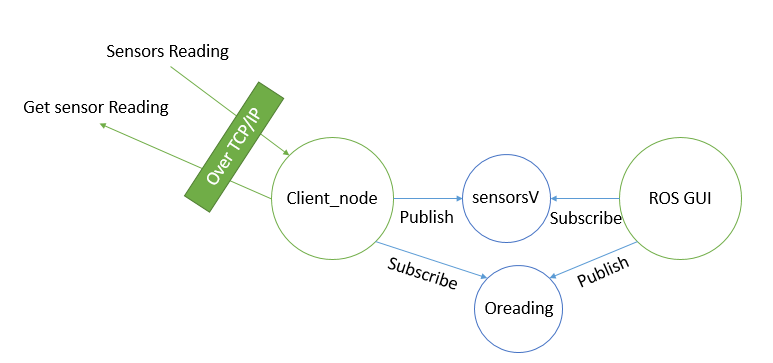 Sensors Reading
Get sensor Reading
Over TCP/IP
Client_node
Publish
sensorsV
Subscribe
ROS GUI
Subscribe
Publish
Oreading